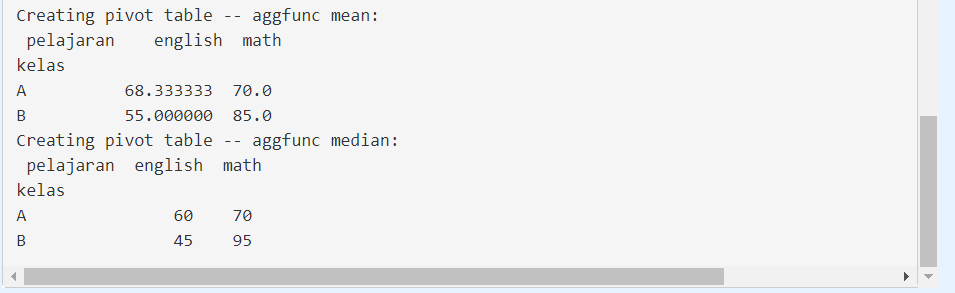 Creating pivot table -- aggfunc mean:
pelajaran english math
kelas
A 68.333333 70.0
B 55.000000 85.0
Creating pivot table -- aggfunc median:
pelajaran english math
kelas
A 60 70
B 45 95